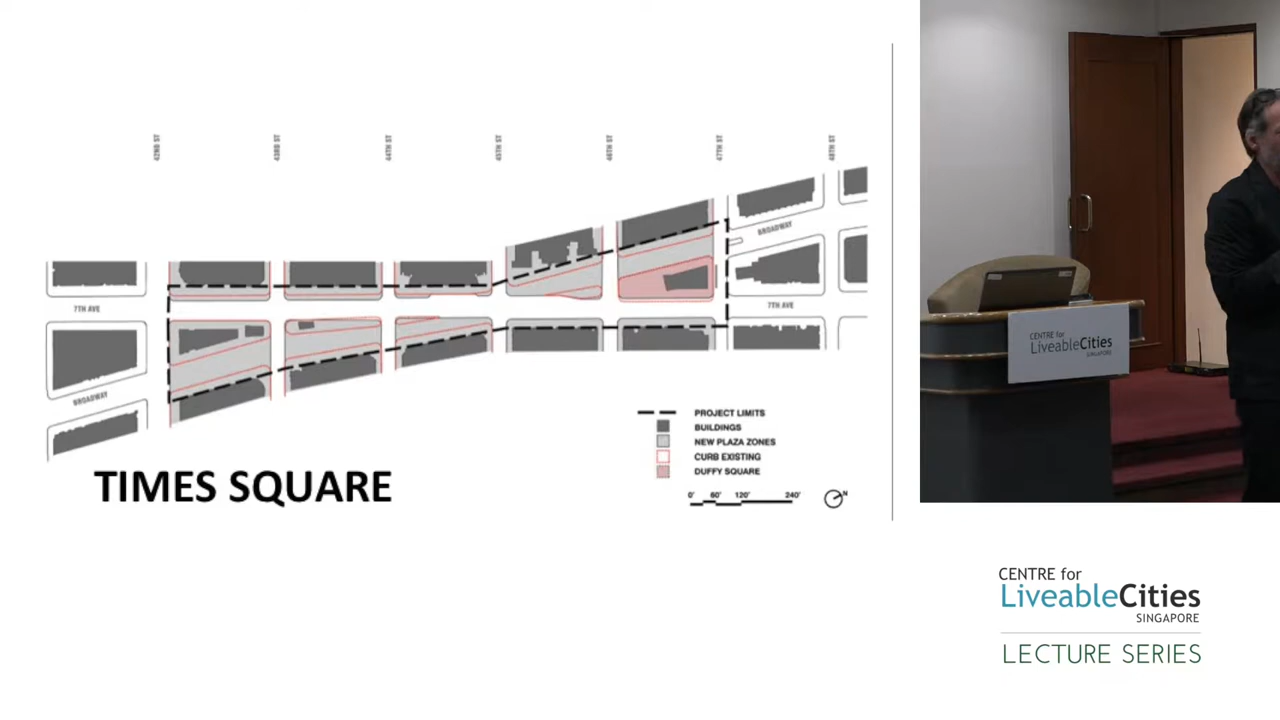 42ND ST
43RD ST
44TH ST
45TH ST
46TH ST
47TH ST
48TH ST
BROADWAY
7TH AVE
7TH AVE
BROADWAY
PROJECT LIMITS
BUILDINGS
NEW PLAZA ZONES
CURB EXISTING
DUFFY SQUARE
0' 60' 120' 240'
N
TIMES SQUARE
CENTRE for
LiveableCities
SINGAPORE
CENTRE for
LiveableCities
SINGAPORE
LECTURE SERIES